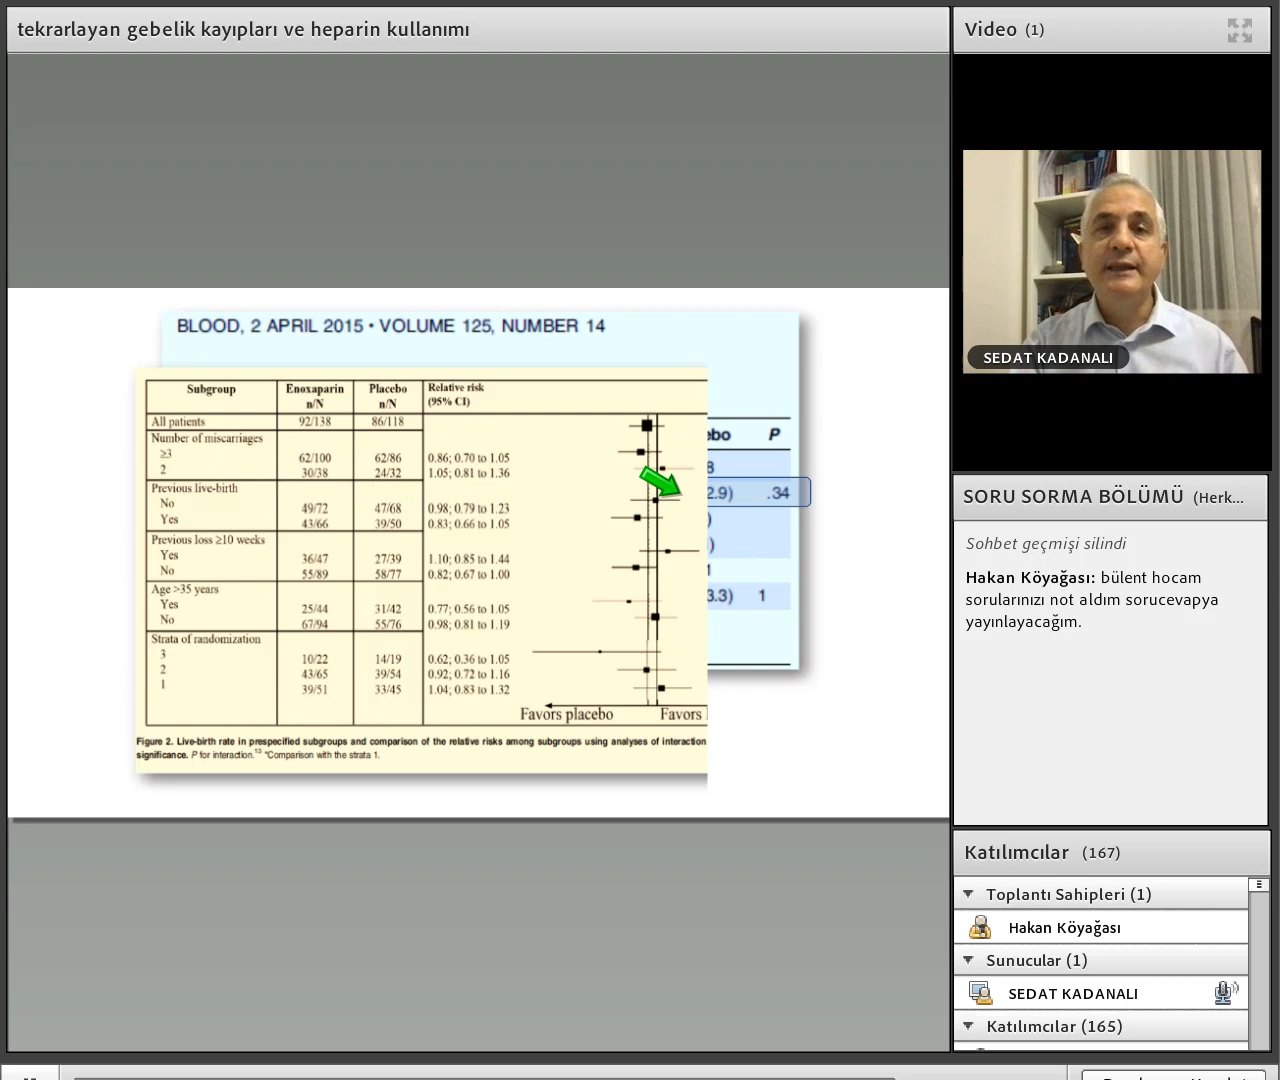 tekrarlayan gebelik kayıpları ve heparin kullanımı
BLOOD, 2 APRIL 2015 • VOLUME 125, NUMBER 14
Subgroup Enoxaparin n/N Placebo n/N Relative risk (95% CI)
All patients 92/138 86/118
Number of miscarriages
≥3 62/100 62/86 0.86; 0.70 to 1.05
2 30/38 24/32 1.05; 0.81 to 1.36
Previous live-birth
No 49/72 47/68 0.98; 0.79 to 1.23
Yes 43/66 39/50 0.83; 0.66 to 1.05
Previous loss ≥10 weeks
Yes 36/47 27/39 1.10; 0.85 to 1.44
No 55/89 58/77 0.82; 0.67 to 1.00
Age >35 years
Yes 25/44 31/42 0.77; 0.56 to 1.05
No 67/94 55/76 0.98; 0.81 to 1.19
Strata of randomization
3 10/22 14/19 0.62; 0.36 to 1.05
2 43/65 39/54 0.92; 0.72 to 1.16
1 39/51 33/45 1.04; 0.83 to 1.32
Favors placebo Favors
Figure 2. Live-birth rate in prespecified subgroups and comparison of the relative risks among subgroups using analyses of interaction
significance. P for interaction.13 *Comparison with the strata 1.
ebo P
8
2.9) .34
)
)
1
3.3) 1
Video (1)
SEDAT KADANALI
SORU SORMA BÖLÜMÜ (Herk...
Sohbet geçmişi silindi
Hakan Köyağası: bülent hocam
sorularınızı not aldım sorucevapya
yayınlayacağım.
Katılımcılar (167)
Toplantı Sahipleri (1)
Hakan Köyağası
Sunucular (1)
SEDAT KADANALI
Katılımcılar (165)